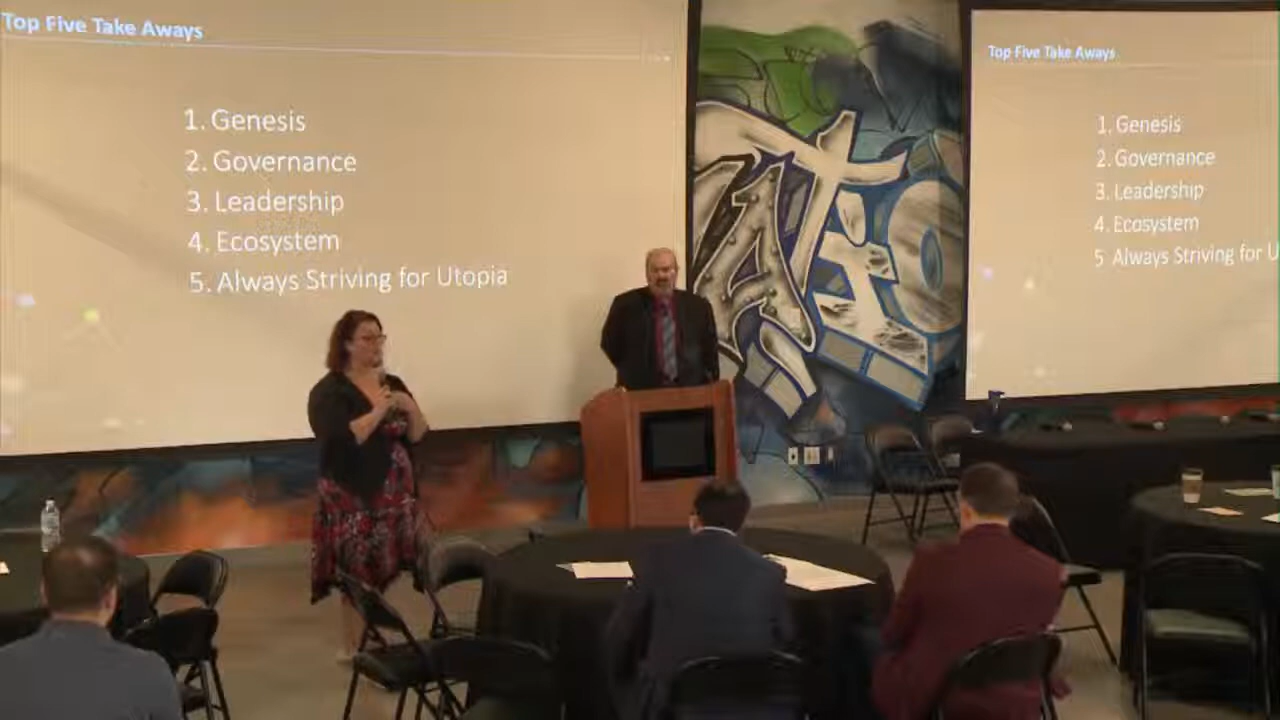 Top Five Take Aways
1. Genesis
2. Governance
3. Leadership
4. Ecosystem
5. Always Striving for Utopia
Top Five Take Aways
1. Genesis
2. Governance
3. Leadership
4. Ecosystem
5 Always Striving for U